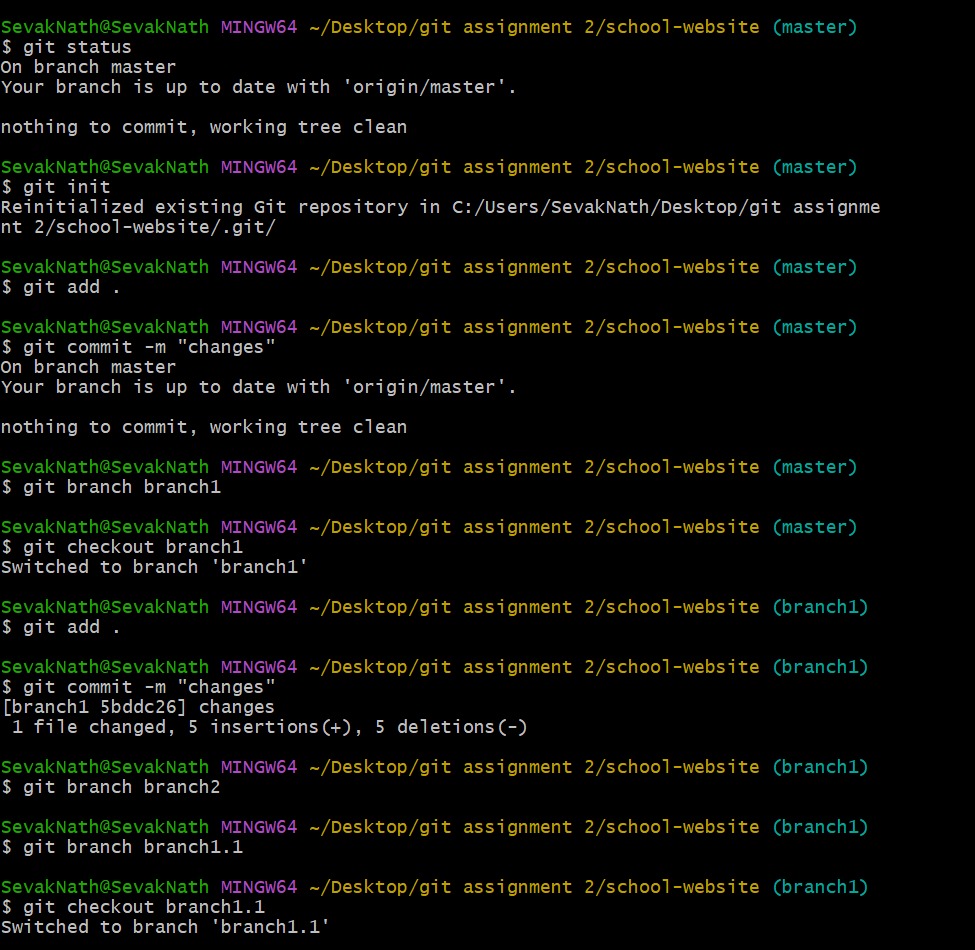 SevakNath@SevakNath MINGW64 ~/Desktop/git assignment 2/school-website (master)
$ git status
On branch master
Your branch is up to date with 'origin/master'.
nothing to commit, working tree clean
SevakNath@SevakNath MINGW64 ~/Desktop/git assignment 2/school-website (master)
$ git init
Reinitialized existing Git repository in C:/Users/SevakNath/Desktop/git assignme
nt 2/school-website/.git/
SevakNath@SevakNath MINGW64 ~/Desktop/git assignment 2/school-website (master)
$ git add .
SevakNath@SevakNath MINGW64 ~/Desktop/git assignment 2/school-website (master)
$ git commit -m "changes"
On branch master
Your branch is up to date with 'origin/master'.
nothing to commit, working tree clean
SevakNath@SevakNath MINGW64 ~/Desktop/git assignment 2/school-website (master)
$ git branch branch1
SevakNath@SevakNath MINGW64 ~/Desktop/git assignment 2/school-website (master)
$ git checkout branch1
Switched to branch 'branch1'
SevakNath@SevakNath MINGW64 ~/Desktop/git assignment 2/school-website (branch1)
$ git add .
SevakNath@SevakNath MINGW64 ~/Desktop/git assignment 2/school-website (branch1)
$ git commit -m "changes"
[branch1 5bddc26] changes
 1 file changed, 5 insertions(+), 5 deletions(-)
SevakNath@SevakNath MINGW64 ~/Desktop/git assignment 2/school-website (branch1)
$ git branch branch2
SevakNath@SevakNath MINGW64 ~/Desktop/git assignment 2/school-website (branch1)
$ git branch branch1.1
SevakNath@SevakNath MINGW64 ~/Desktop/git assignment 2/school-website (branch1)
$ git checkout branch1.1
Switched to branch 'branch1.1'